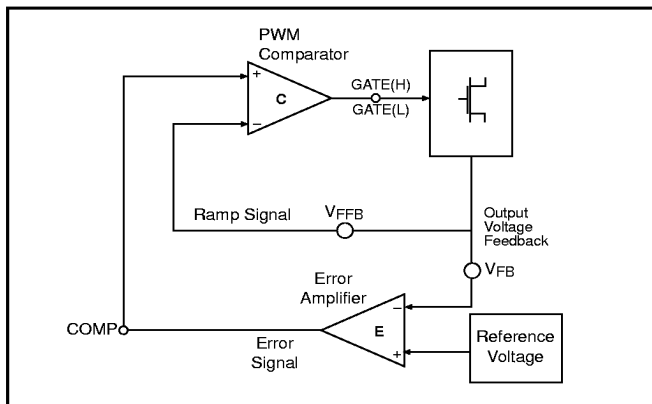 PWM
Comparator
+
C
–
GATE(H)
GATE(L)
Ramp Signal
VFFB
Output
Voltage
Feedback
VFB
Error
Amplifier
–
E
+
COMP
Error
Signal
Reference
Voltage